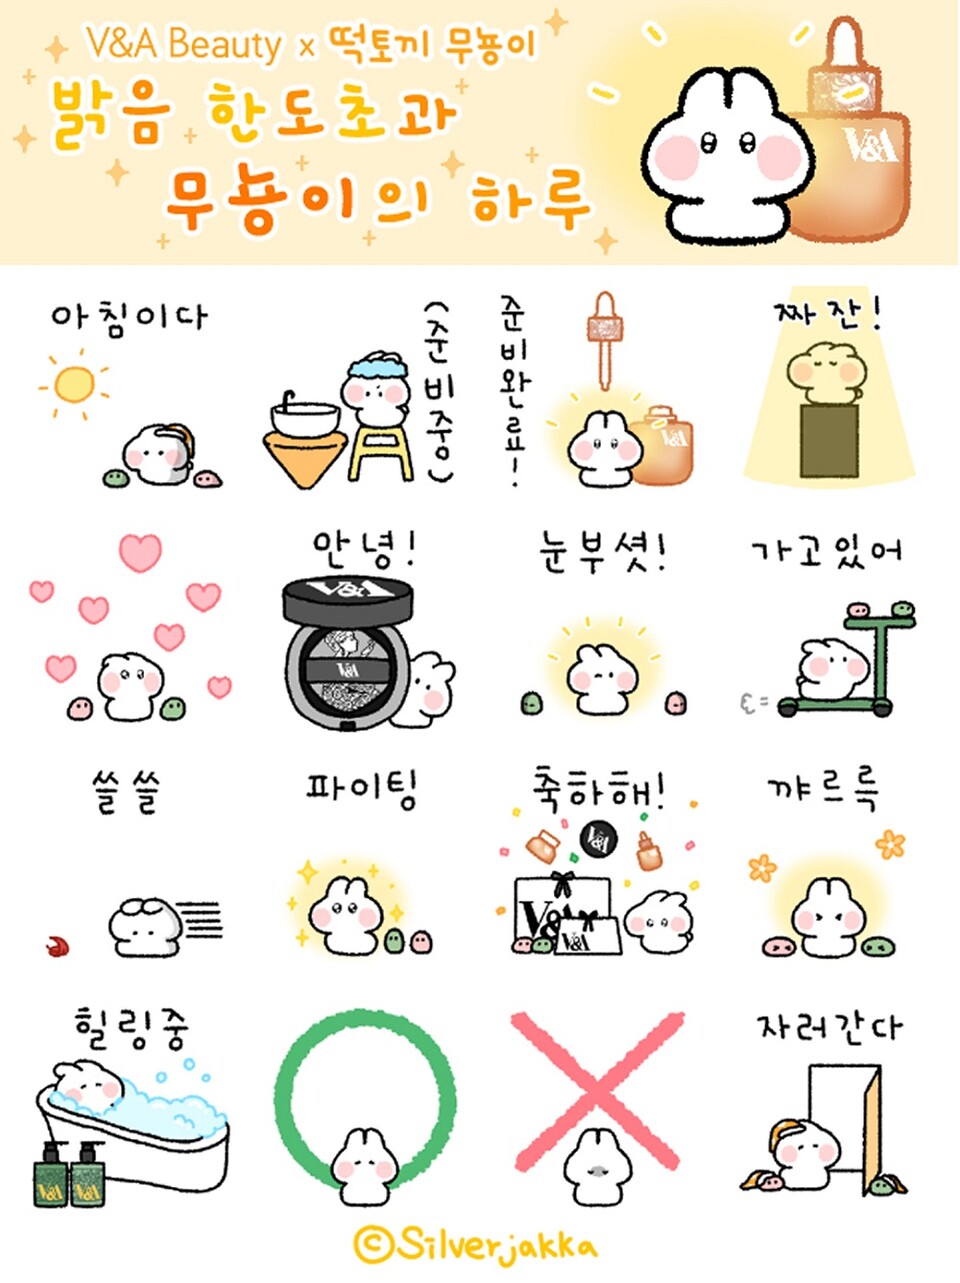 V&A Beauty x 떡토끼 무뇽이
밝음 한도초과
무뇽이의 하루
V&A
아침이다
(준비중)
준비완료!
V&A
짜잔!
안녕!
V&A
V&A
눈부셧!
가고있어
쓸쓸
파이팅
축하해!
V&A
V&A
V&A
꺄르륵
힐링중
V&A
V&A
자러간다
©Silverjakka